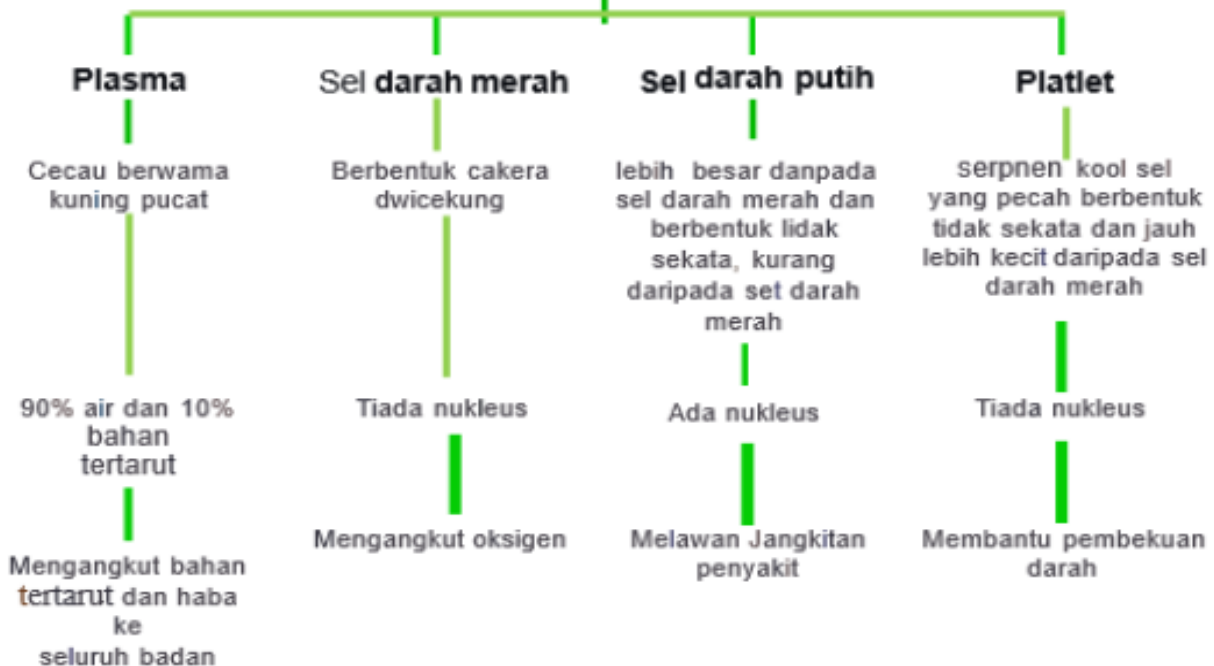 Plasma
Cecau berwama
kuning pucat
90% air dan 10%
bahan
tertarut
Mengangkut bahan
tertarut dan haba
ke
seluruh badan
Sel darah merah
Berbentuk cakera
dwicekung
Tiada nukleus
Mengangkut oksigen
Sel darah putih
lebih besar danpada
sel darah merah dan
berbentuk lidak
sekata, kurang
daripada set darah
merah
Ada nukleus
Melawan Jangkitan
penyakit
Platlet
serpnen kool sel
yang pecah berbentuk
tidak sekata dan jauh
lebih kecit daripada sel
darah merah
Tiada nukleus
Membantu pembekuan
darah